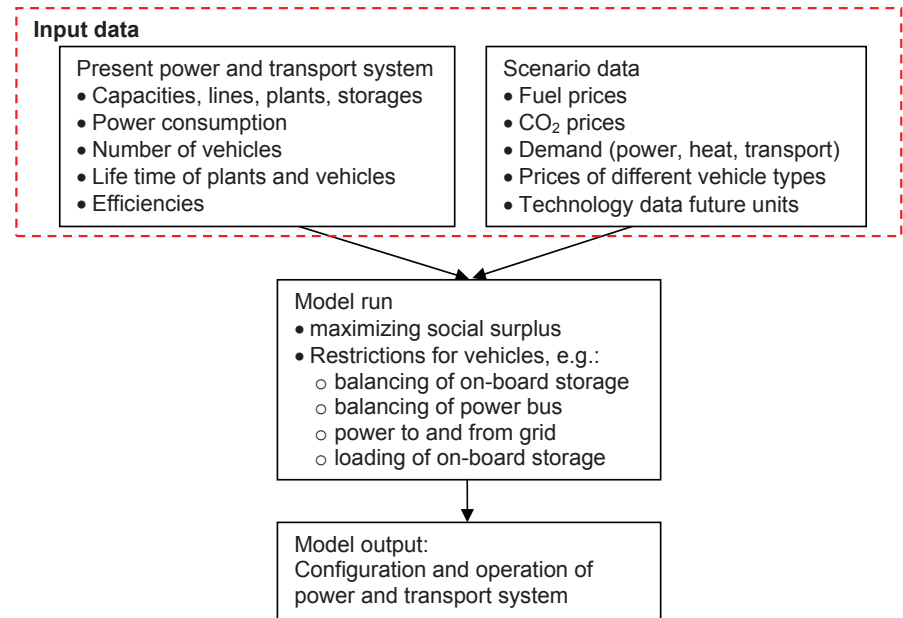 Input data
Present power and transport system
• Capacities, lines, plants, storages
• Power consumption
• Number of vehicles
• Life time of plants and vehicles
• Efficiencies
Scenario data
• Fuel prices
• CO₂ prices
• Demand (power, heat, transport)
• Prices of different vehicle types
• Technology data future units
Model run
• maximizing social surplus
• Restrictions for vehicles, e.g.:
○ balancing of on-board storage
○ balancing of power bus
○ power to and from grid
○ loading of on-board storage
Model output:
Configuration and operation of
power and transport system